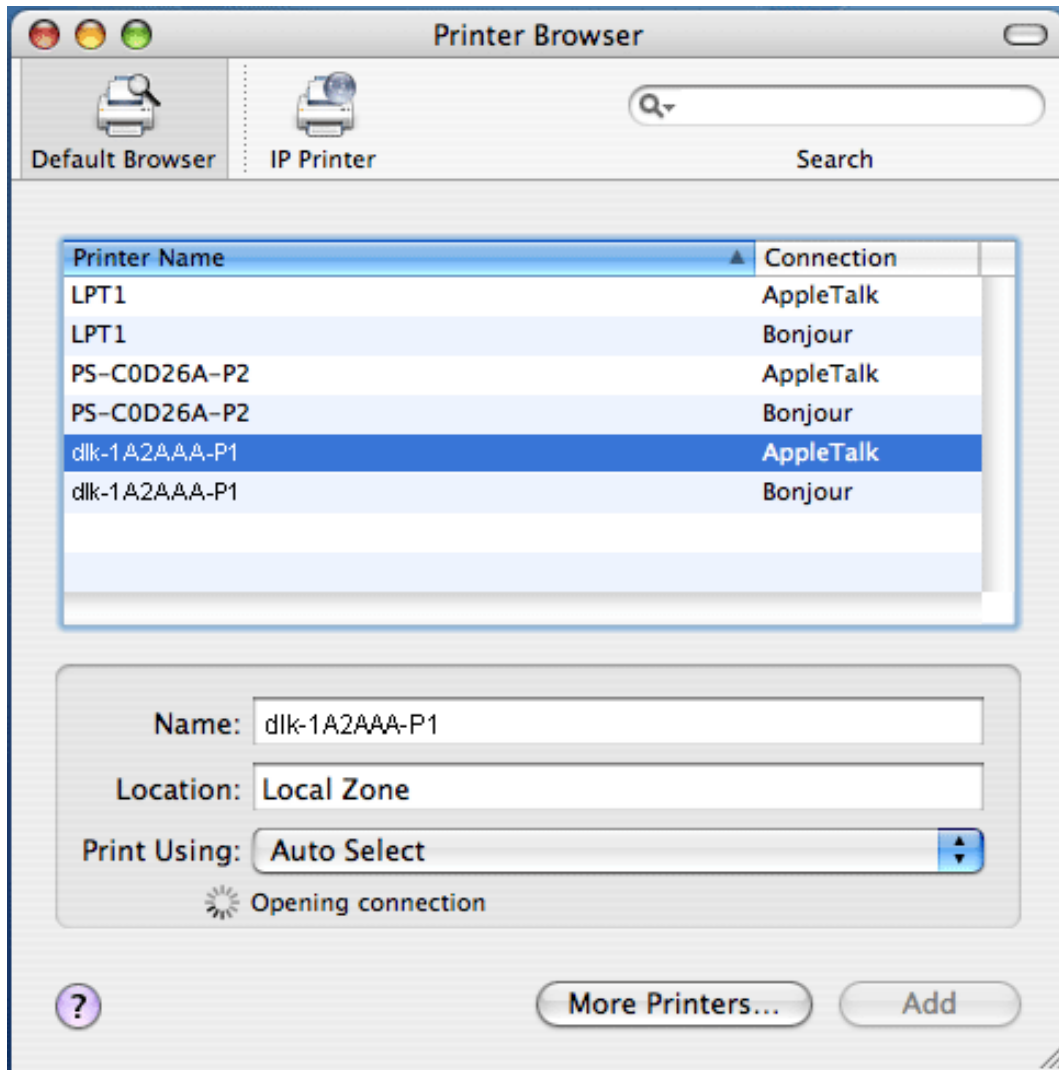 Printer Browser
Default Browser IP Printer Search
Printer Name Connection
LPT1 AppleTalk
LPT1 Bonjour
PS-C0D26A-P2 AppleTalk
PS-C0D26A-P2 Bonjour
dlk-1A2AAA-P1 AppleTalk
dlk-1A2AAA-P1 Bonjour
Name: dlk-1A2AAA-P1
Location: Local Zone
Print Using: Auto Select
Opening connection
? More Printers... Add